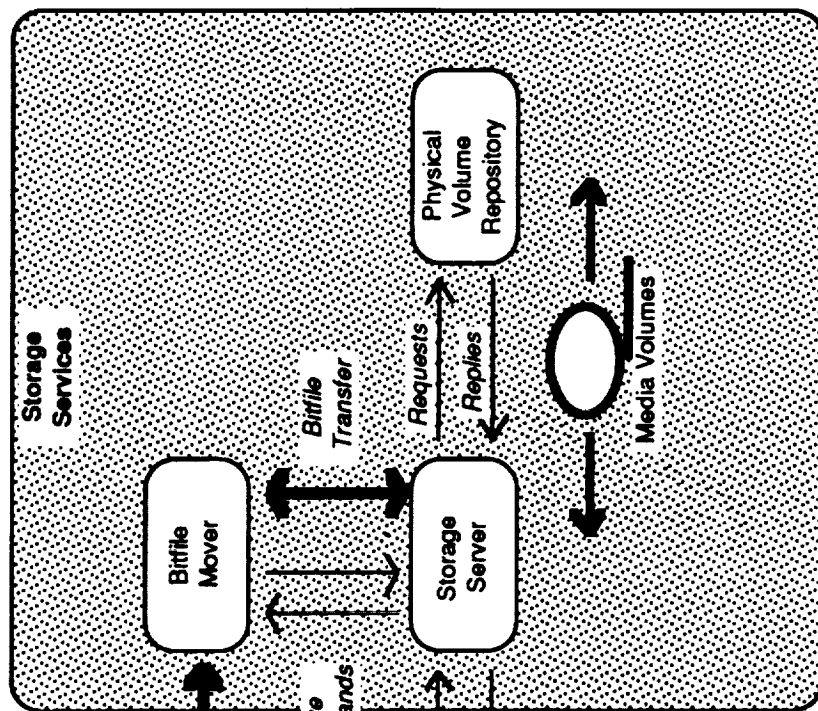 Storage
Services
Bitfile
Mover
Bitfile
Transfer
Storage
Server
Requests
Replies
Physical
Volume
Repository
Media Volumes